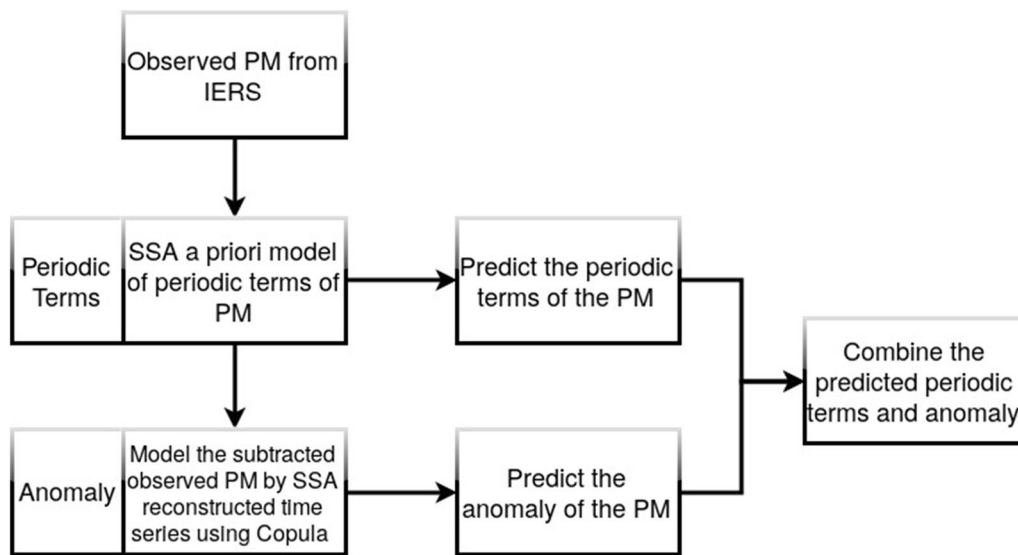 Observed PM from
IERS
Periodic
Terms
SSA a priori model
of periodic terms of
PM
Predict the periodic
terms of the PM
Combine the
predicted periodic
terms and anomaly
Anomaly
Model the subtracted
observed PM by SSA
reconstructed time
series using Copula
Predict the
anomaly of the PM